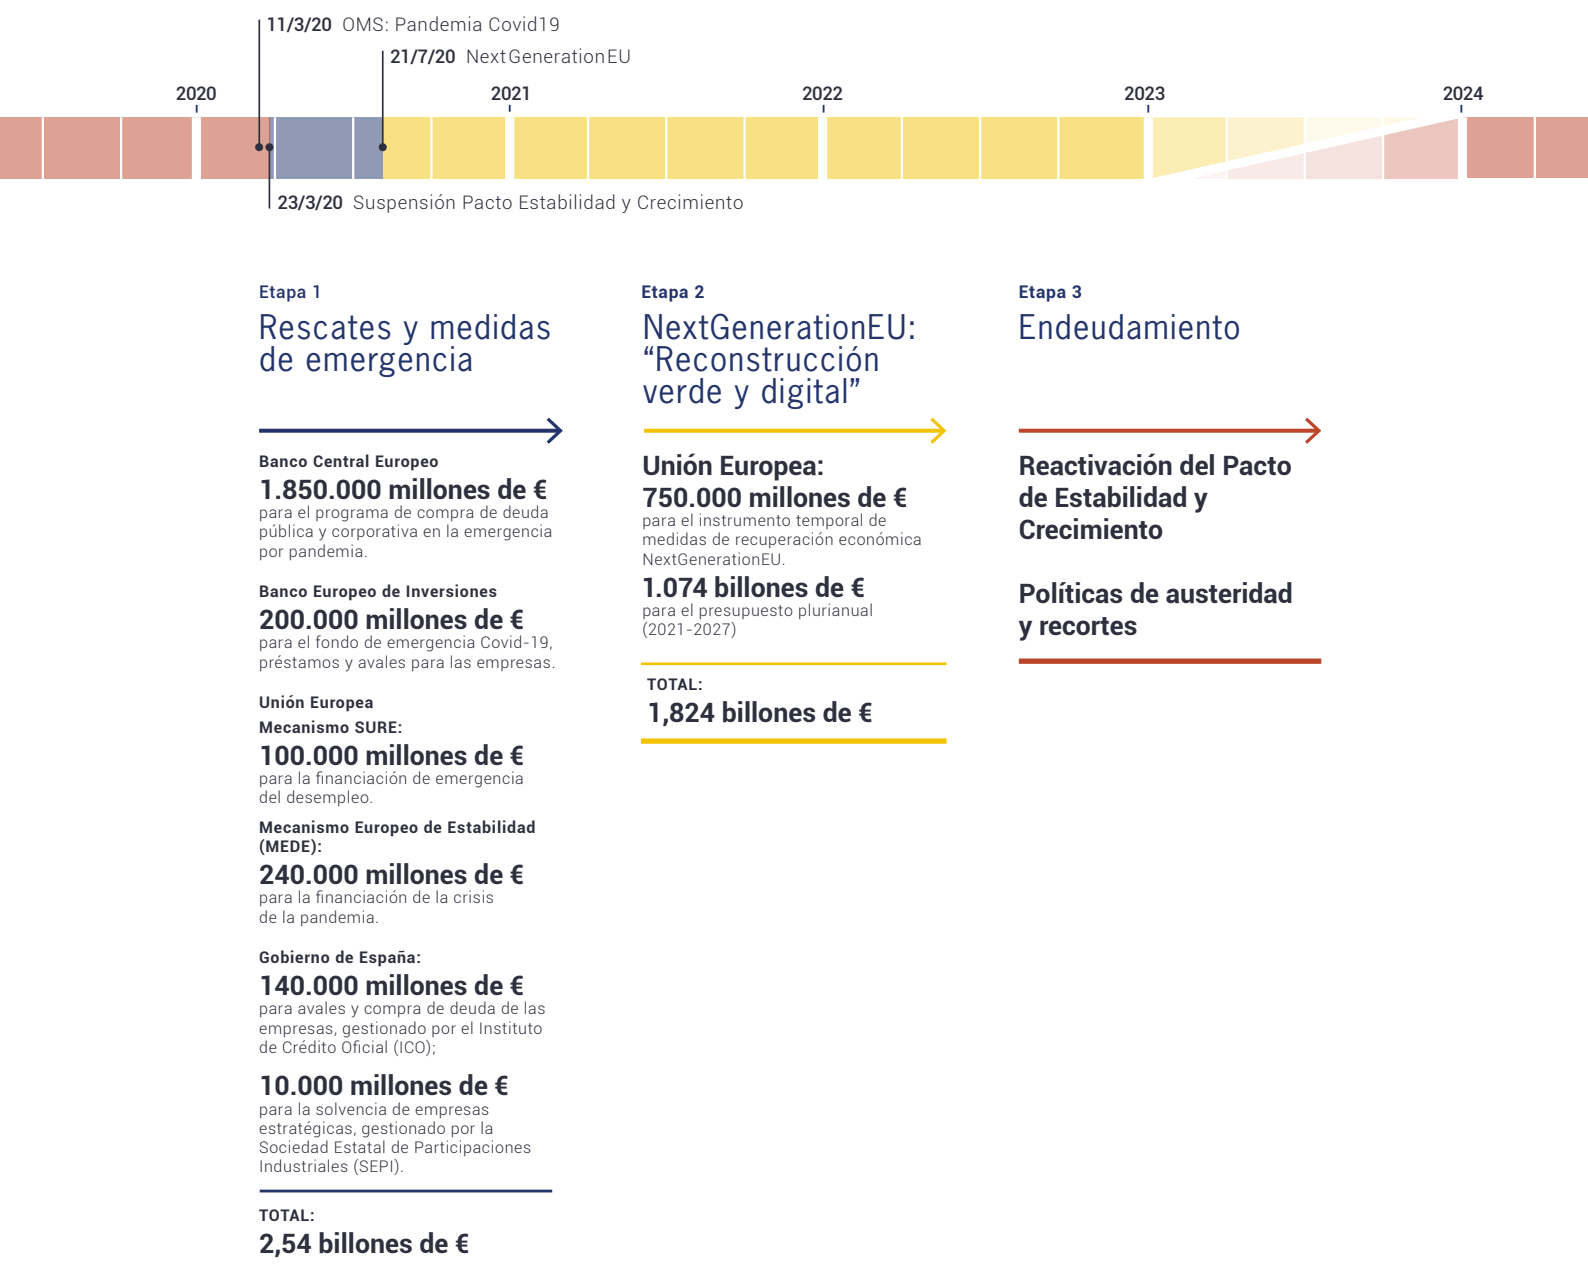 11/3/20 OMS: Pandemia Covid19
21/7/20 NextGenerationEU
2020
2021
2022
2023
2024
23/3/20 Suspensión Pacto Estabilidad y Crecimiento
Etapa 1
Rescates y medidas
de emergencia
Banco Central Europeo
1.850.000 millones de €
para el programa de compra de deuda
pública y corporativa en la emergencia
por pandemia.
Banco Europeo de Inversiones
200.000 millones de €
para el fondo de emergencia Covid-19,
préstamos y avales para las empresas.
Unión Europea
Mecanismo SURE:
100.000 millones de €
para la financiación de emergencia
del desempleo.
Mecanismo Europeo de Estabilidad
(MEDE):
240.000 millones de €
para la financiación de la crisis
de la pandemia.
Gobierno de España:
140.000 millones de €
para avales y compra de deuda de las
empresas, gestionado por el Instituto
de Crédito Oficial (ICO);
10.000 millones de €
para la solvencia de empresas
estratégicas, gestionado por la
Sociedad Estatal de Participaciones
Industriales (SEPI).
TOTAL:
2,54 billones de €
Etapa 2
NextGenerationEU:
“Reconstrucción
verde y digital”
Unión Europea:
750.000 millones de €
para el instrumento temporal de
medidas de recuperación económica
NextGenerationEU.
1.074 billones de €
para el presupuesto plurianual
(2021-2027)
TOTAL:
1,824 billones de €
Etapa 3
Endeudamiento
Reactivación del Pacto
de Estabilidad y
Crecimiento
Políticas de austeridad
y recortes